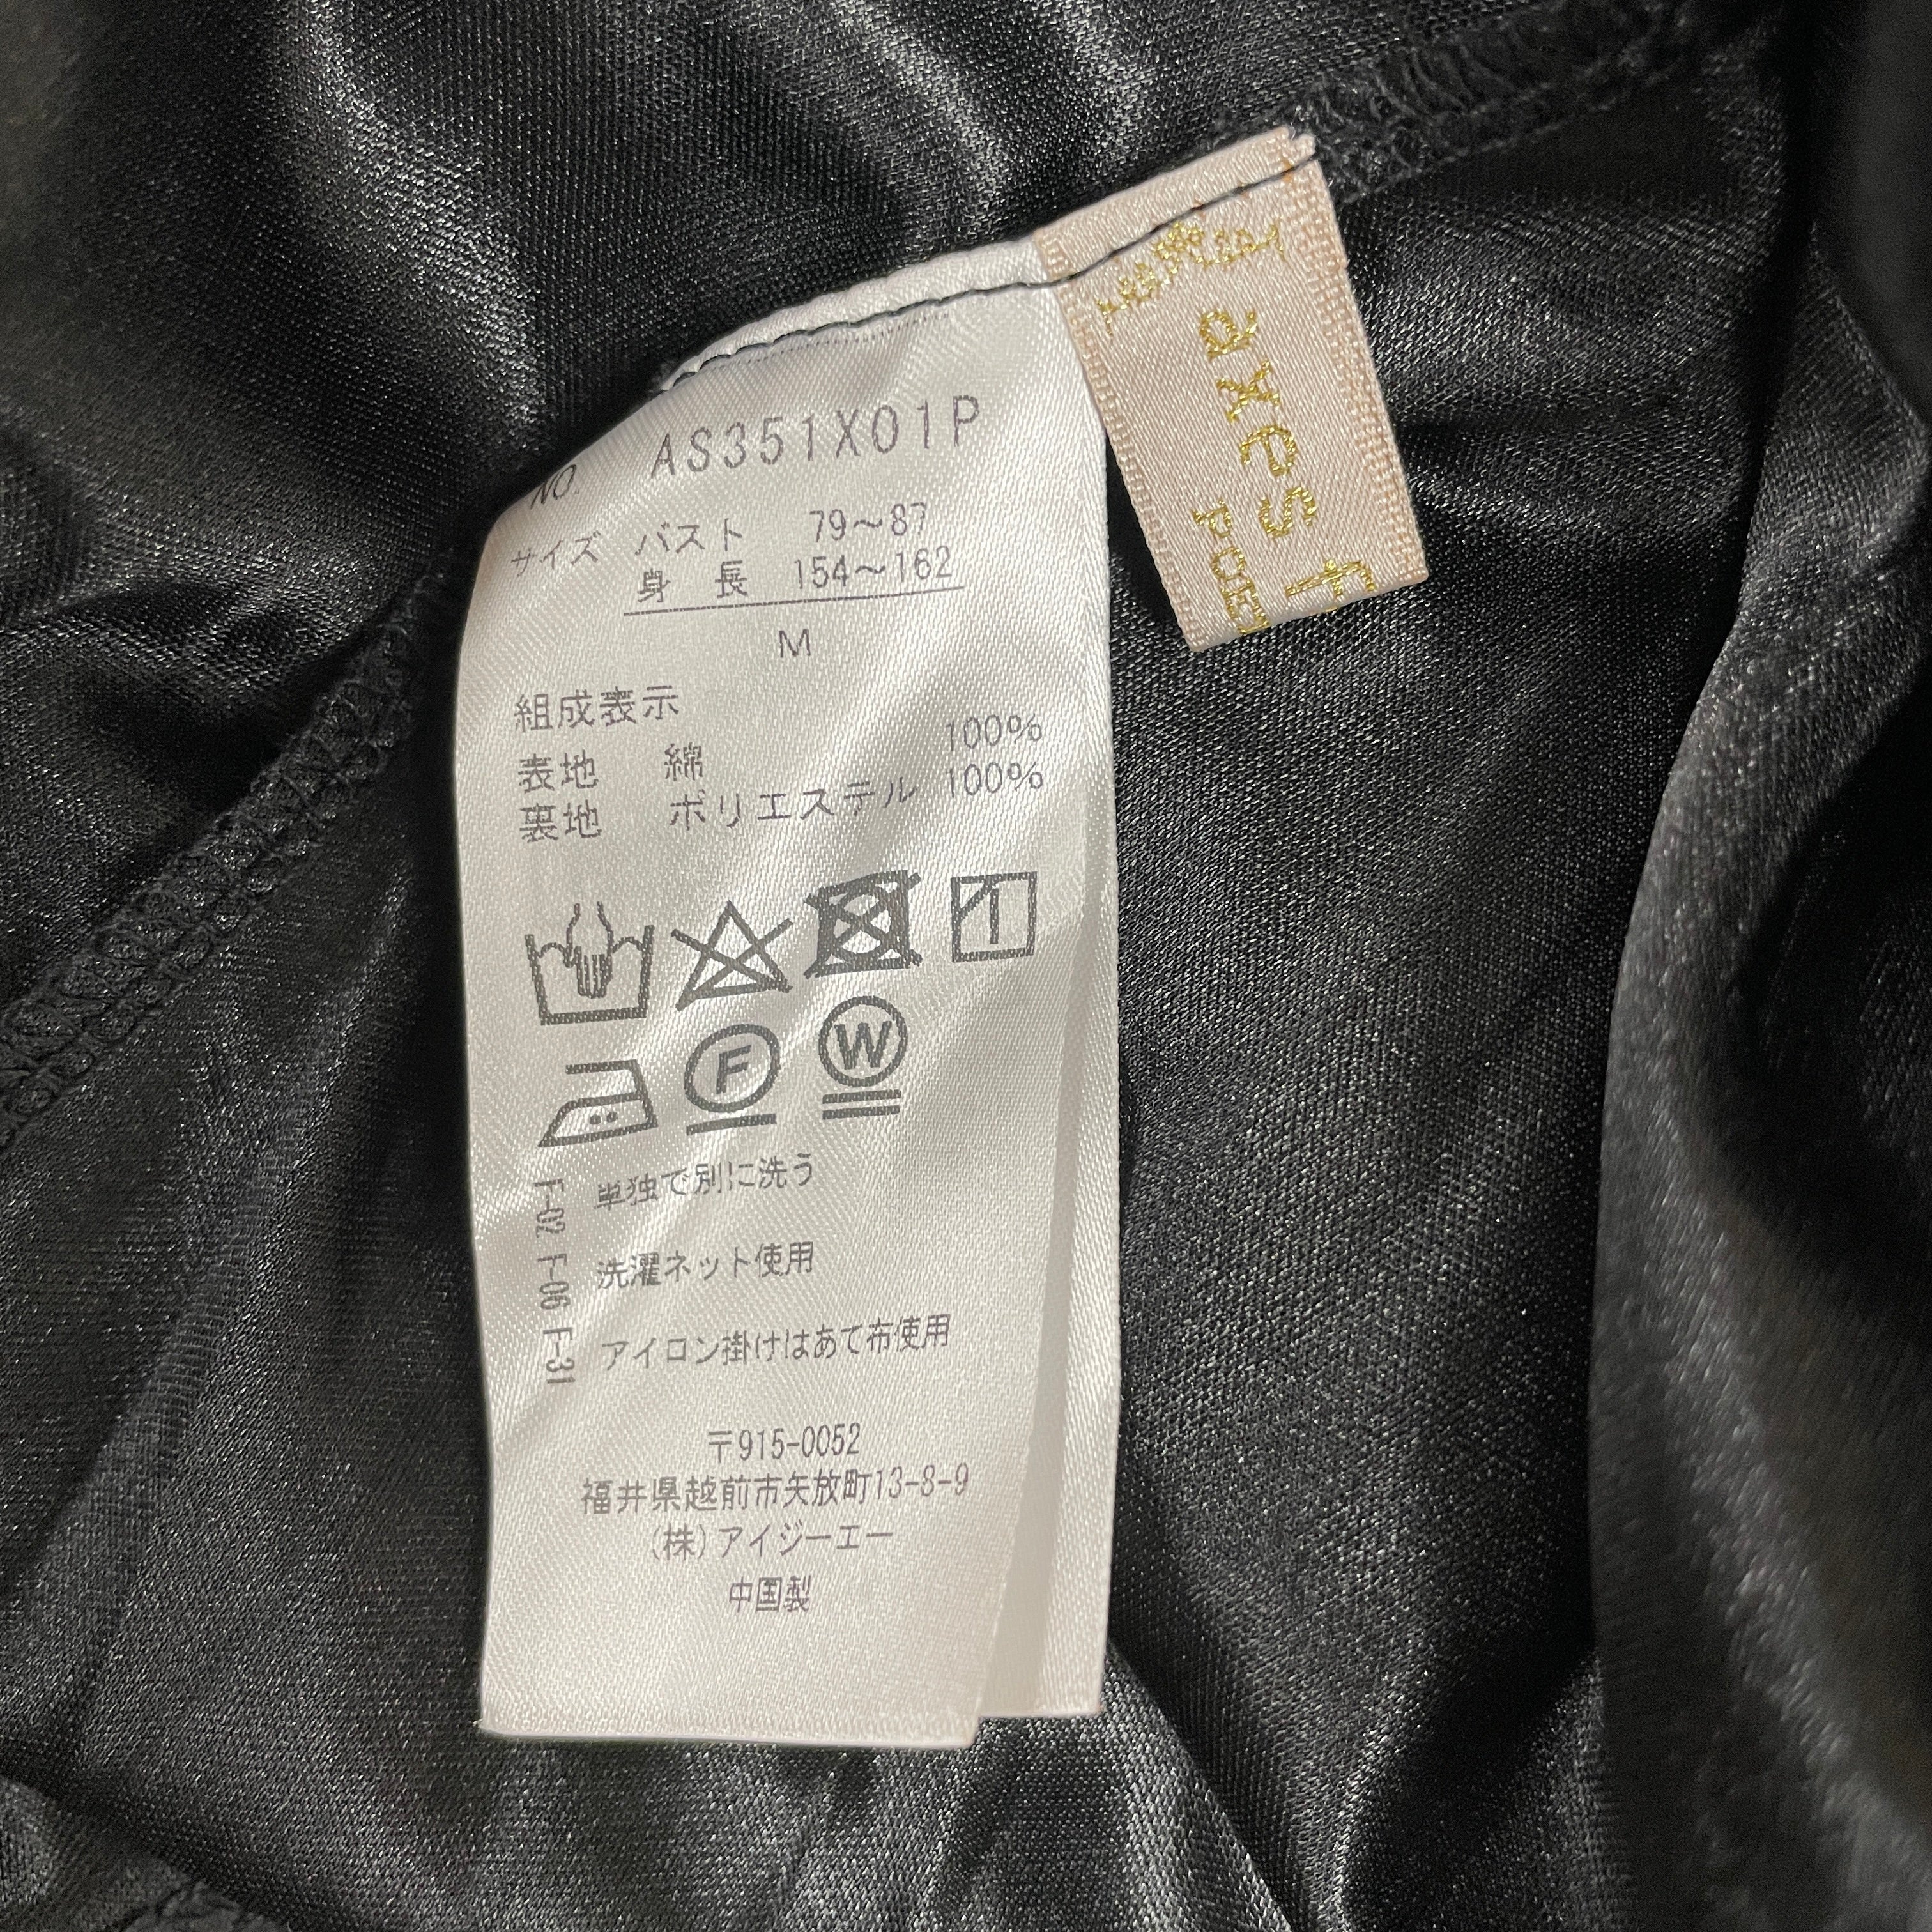 NO. AS351X01P
サイズ バスト 79～87
身 長 154～162
M
組成表示
表地 綿 100%
裏地 ポリエステル 100%
F
W
F-02 単独で別に洗う
F-06 洗濯ネット使用
F-31 アイロン掛けはあて布使用
〒915-0052
福井県越前市矢放町13-8-9
(株)アイジーエー
中国製
axes f
POET